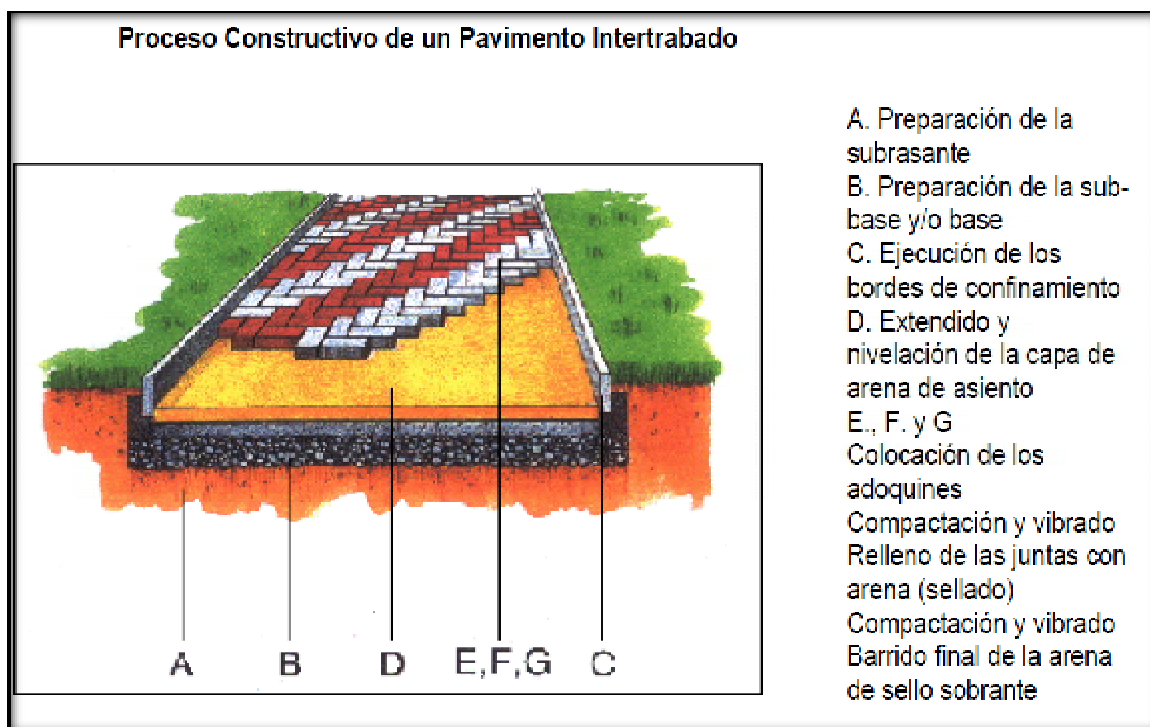 Proceso Constructivo de un Pavimento Intertrabado
A. Preparación de la
subrasante
B. Preparación de la sub-
base y/o base
C. Ejecución de los
bordes de confinamiento
D. Extendido y
nivelación de la capa de
arena de asiento
E., F. y G
Colocación de los
adoquines
Compactación y vibrado
Relleno de las juntas con
arena (sellado)
Compactación y vibrado
Barrido final de la arena
de sello sobrante
A B D E,F,G C